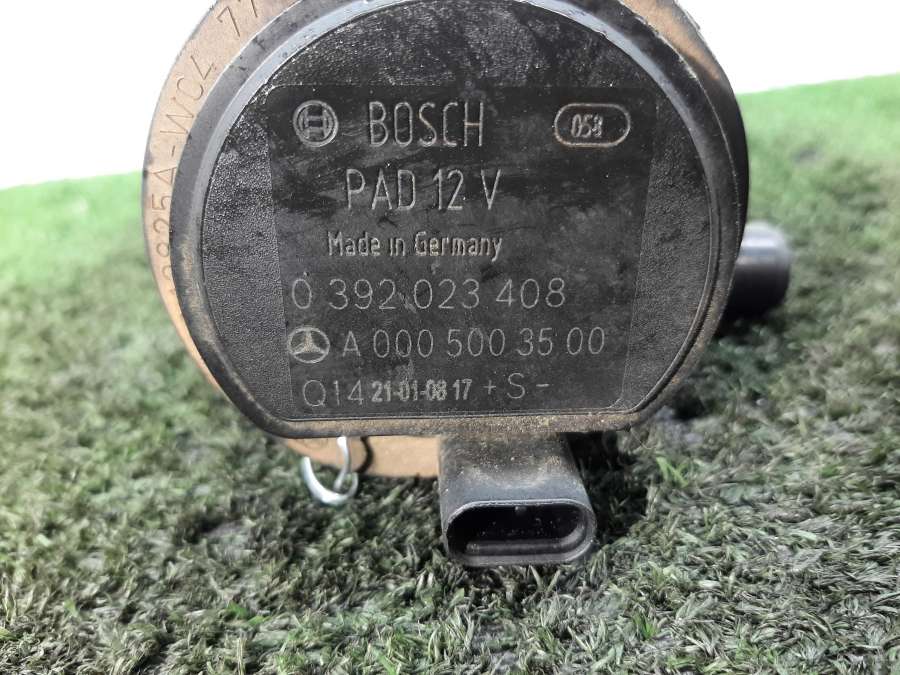 BOSCH 058
PAD 12 V
Made in Germany
0 392 023 408
A 000 500 35 00
Q14 21-01-08 17 + S -